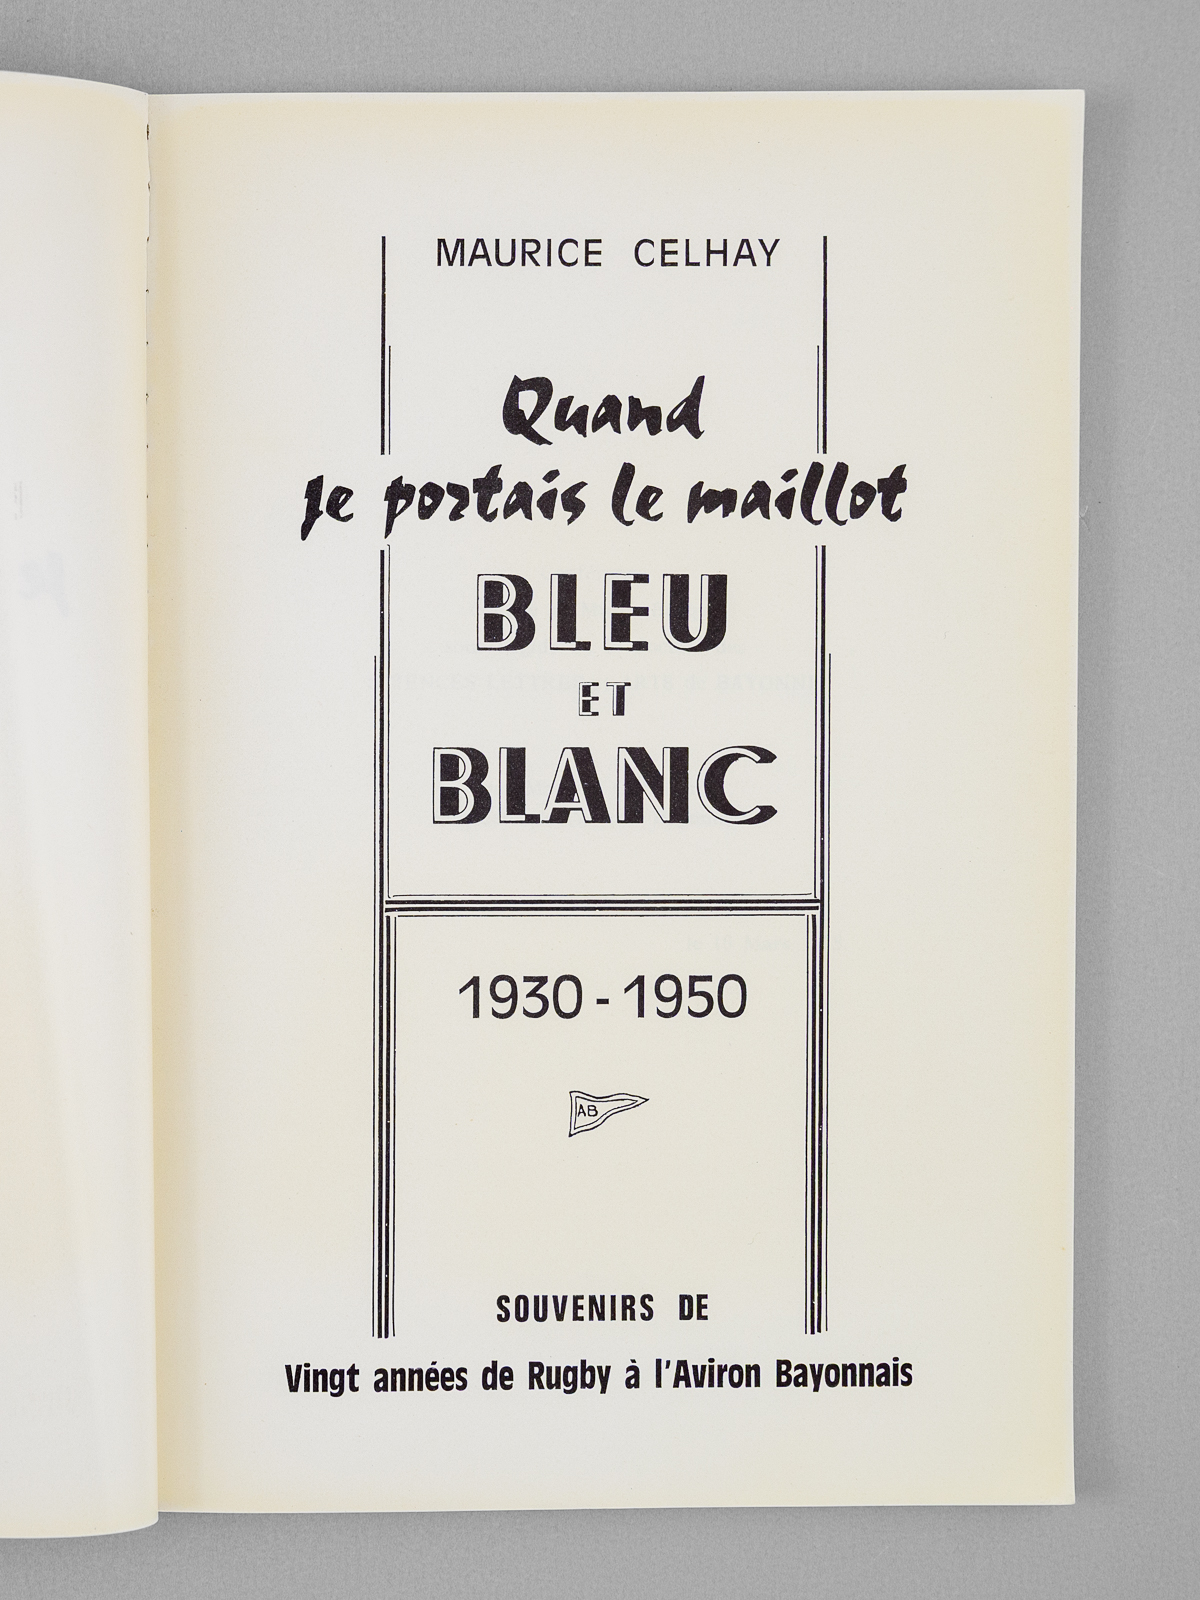 MAURICE CELHAY
Quand
je portais le maillot
BLEU
ET
BLANC
1930 - 1950
AB
SOUVENIRS DE
Vingt années de Rugby à l'Aviron Bayonnais